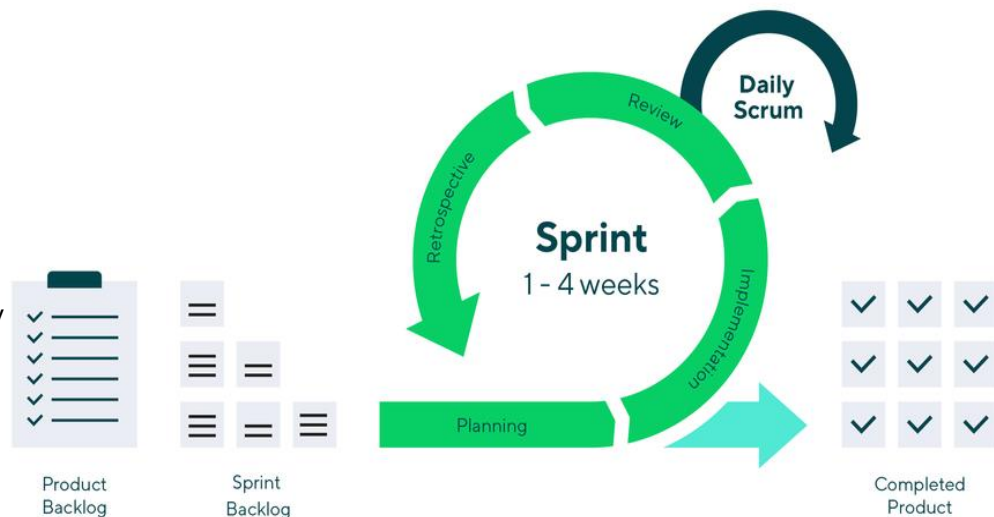 Daily
Scrum
Review
Retrospective
Sprint
1 - 4 weeks
Implementation
Planning
Product
Backlog
Sprint
Backlog
Completed
Product